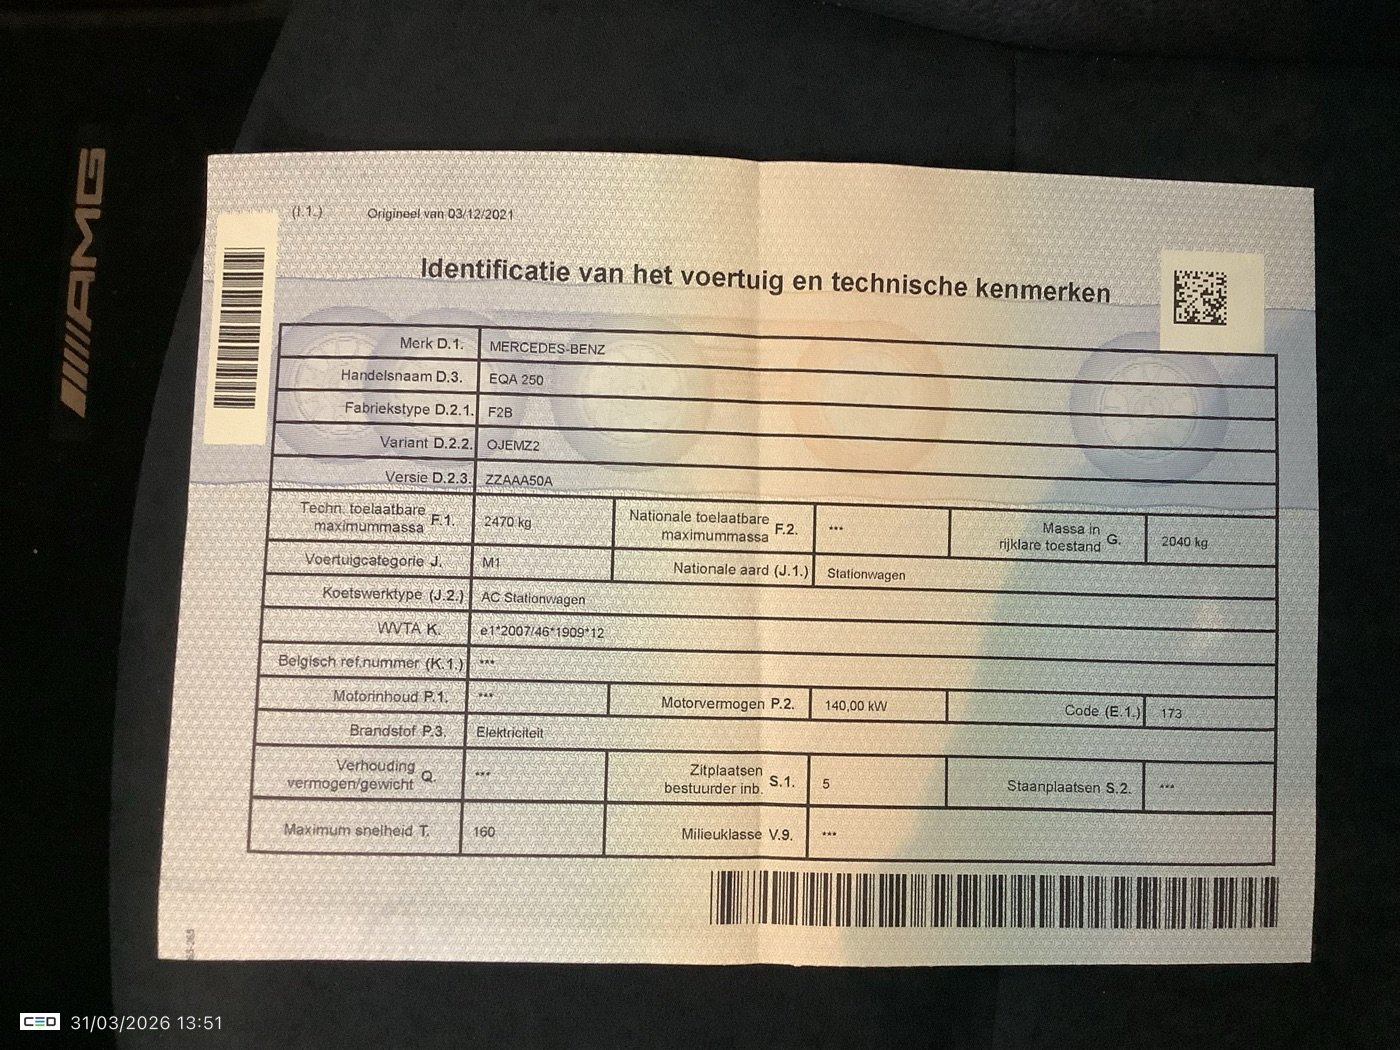 AMG
(I.1.) Origineel van 03/12/2021
Identificatie van het voertuig en technische kenmerken
Merk D.1. MERCEDES-BENZ
Handelsnaam D.3. EQA 250
Fabriekstype D.2.1. F2B
Variant D.2.2. OJEMZ2
Versie D.2.3. ZZAAA50A
Techn. toelaatbare maximummassa F.1. 2470 kg Nationale toelaatbare maximummassa F.2. *** Massa in rijklare toestand G. 2040 kg
Voertuigcategorie J. M1 Nationale aard (J.1.) Stationwagen
Koetswerktype (J.2.) AC Stationwagen
WVTA K. e1*2007/46*1909*12
Belgisch ref.nummer (K.1.) ***
Motorinhoud P.1. *** Motorvermogen P.2. 140,00 kW Code (E.1.) 173
Brandstof P.3. Elektriciteit
Verhouding vermogen/gewicht Q. *** Zitplaatsen bestuurder inb. S.1. 5 Staanplaatsen S.2. ***
Maximum snelheid T. 160 Milieuklasse V.9. ***
CED 31/03/2026 13:51